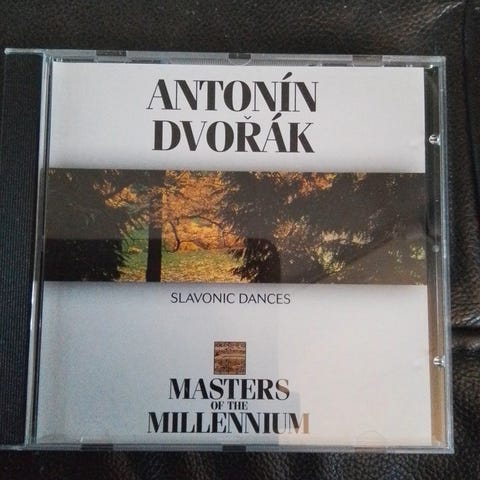 ANTONÍN
DVOŘÁK
SLAVONIC DANCES
MASTERS
OF THE
MILLENNIUM